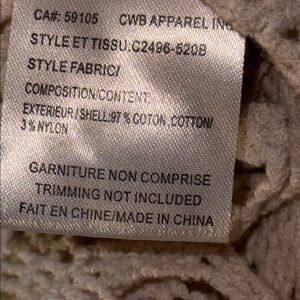 CA#: 59105 CWB APPAREL INC
STYLE ET TISSU:C2496-520B
STYLE FABRIC/
COMPOSITION/CONTENT:
EXTERIEUR/SHELL:97 % COTON ,COTTON/
3 % NYLON
GARNITURE NON COMPRISE
TRIMMING NOT INCLUDED
FAIT EN CHINE/MADE IN CHINA